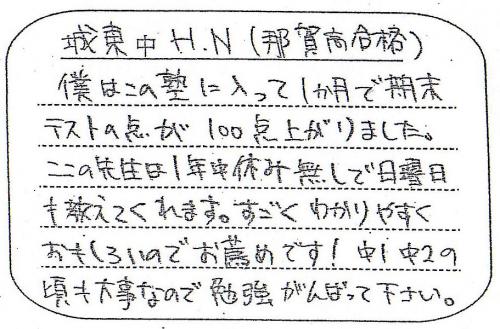 城東中 H.N (那賀高合格)
僕はこの塾に入って1か月で期末
テストの点が100点上がりました。
ここの先生は1年中休み無しで日曜日
も教えてくれます。すごくわかりやすく
おもしろいのでお薦めです!中1中2の
頃も大事なので勉強がんばって下さい。